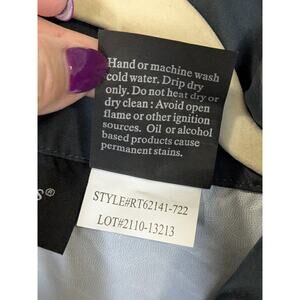 Hand or machine wash
cold water. Drip dry
only. Do not heat dry or
dry clean : Avoid open
flame or other ignition
sources. Oil or alcohol
based products cause
permanent stains.
s®
STYLE#RT62141-722
LOT#2110-13213